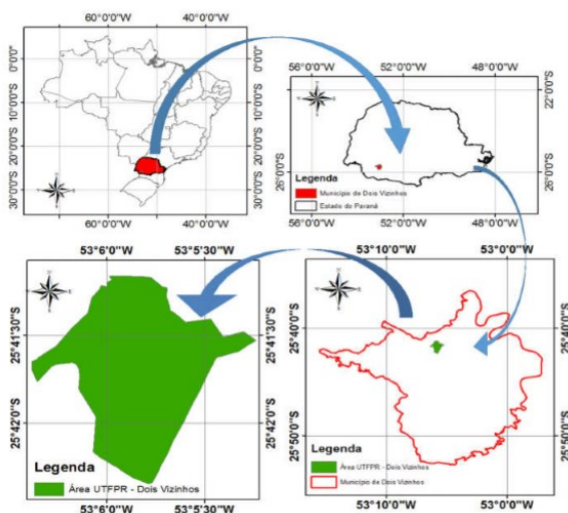 60°0'0"W 40°0'0"W
0°0'0"S
10°0'0"S
20°0'0"S
30°0'0"S
0°0'0"S
10°0'0"S
20°0'0"S
30°0'0"S
60°0'0"W 40°0'0"W
56°0'0"W 52°0'0"W 48°0'0"W
22°0'0"S
26°0'0"S
22°0'0"S
26°0'0"S
Legenda
Município de Dois Vizinhos
Estado do Paraná
56°0'0"W 52°0'0"W 48°0'0"W
53°6'0"W 53°5'30"W
25°41'30"S
25°42'0"S
25°41'30"S
25°42'0"S
Legenda
Área UTFPR - Dois Vizinhos
53°6'0"W 53°5'30"W
53°10'0"W 53°0'0"W
25°40'0"S
25°50'0"S
25°40'0"S
25°50'0"S
Legenda
Área UTFPR - Dois Vizinhos
Município de Dois Vizinhos
53°10'0"W 53°0'0"W